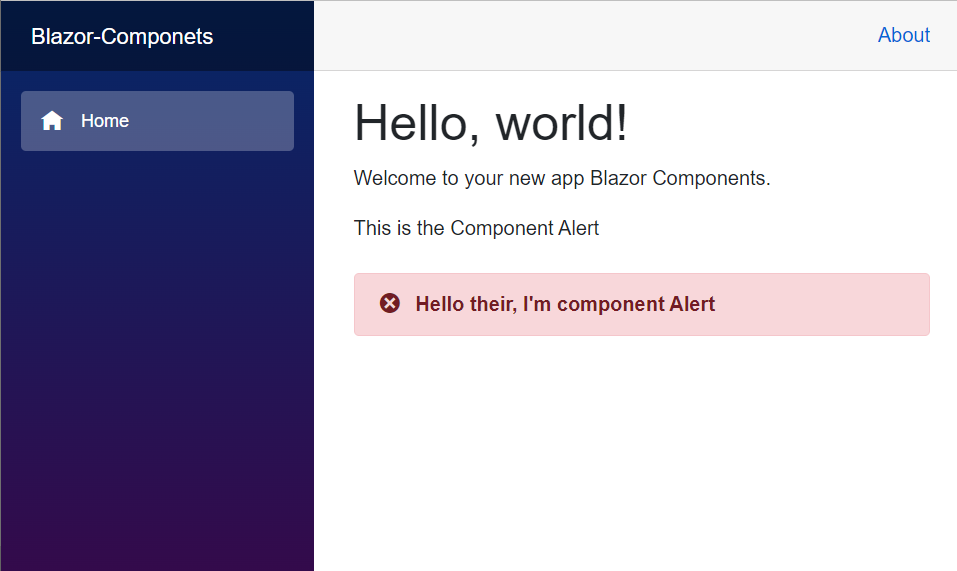 Blazor-Componets
About
Home
Hello, world!
Welcome to your new app Blazor Components.
This is the Component Alert
Hello their, I'm component Alert